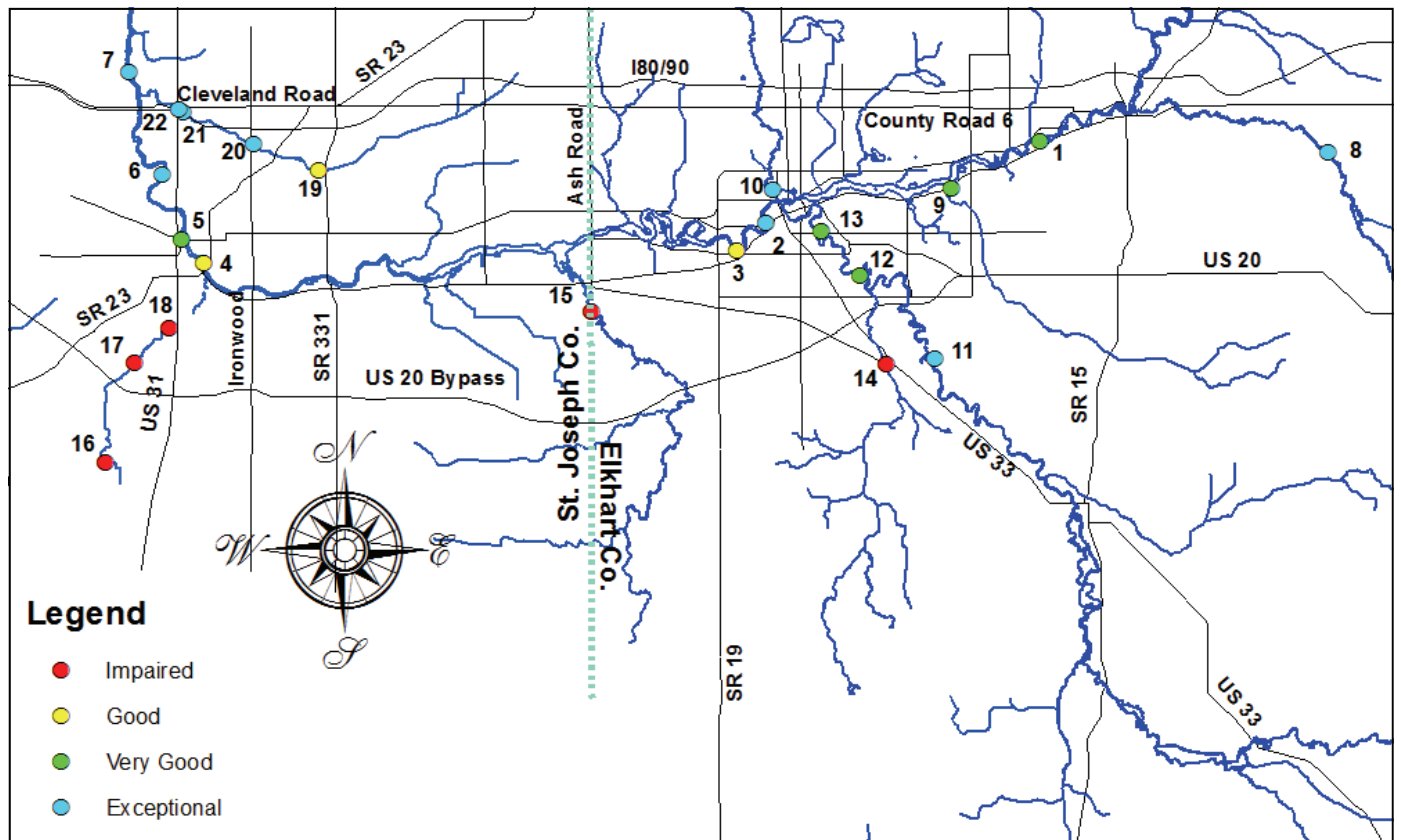 7
SR 23
I80/90
Cleveland Road
22
21
20
19
Ash Road
County Road 6
1
8
6
10
9
5
4
2
13
3
12
US 20
SR 23
18
17
Ironwood
SR 331
15
11
14
US 31
US 20 Bypass
SR 15
16
St. Joseph Co.
Elkhart Co.
US 33
N
W
E
S
SR 19
US 33
Legend
Impaired
Good
Very Good
Exceptional